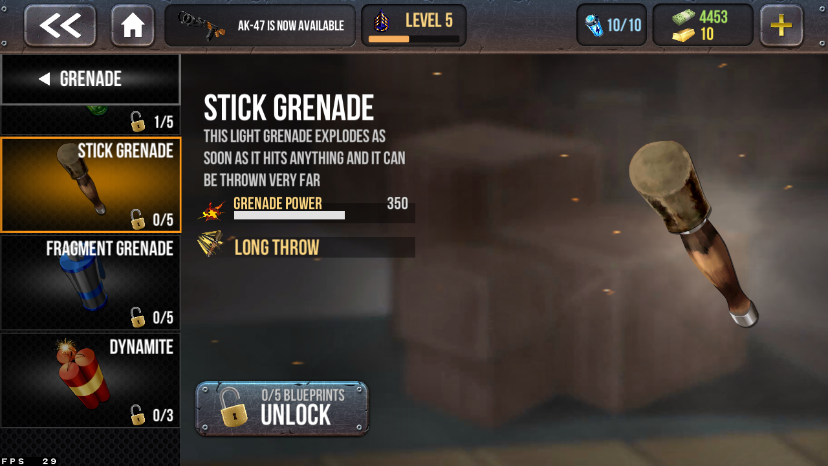 AK-47 IS NOW AVAILABLE
LEVEL 5
10/10
4453
10
GRENADE
1/5
STICK GRENADE
0/5
FRAGMENT GRENADE
0/5
DYNAMITE
0/3
STICK GRENADE
THIS LIGHT GRENADE EXPLODES AS
SOON AS IT HITS ANYTHING AND IT CAN
BE THROWN VERY FAR
GRENADE POWER 350
LONG THROW
0/5 BLUEPRINTS
UNLOCK
FPS 29